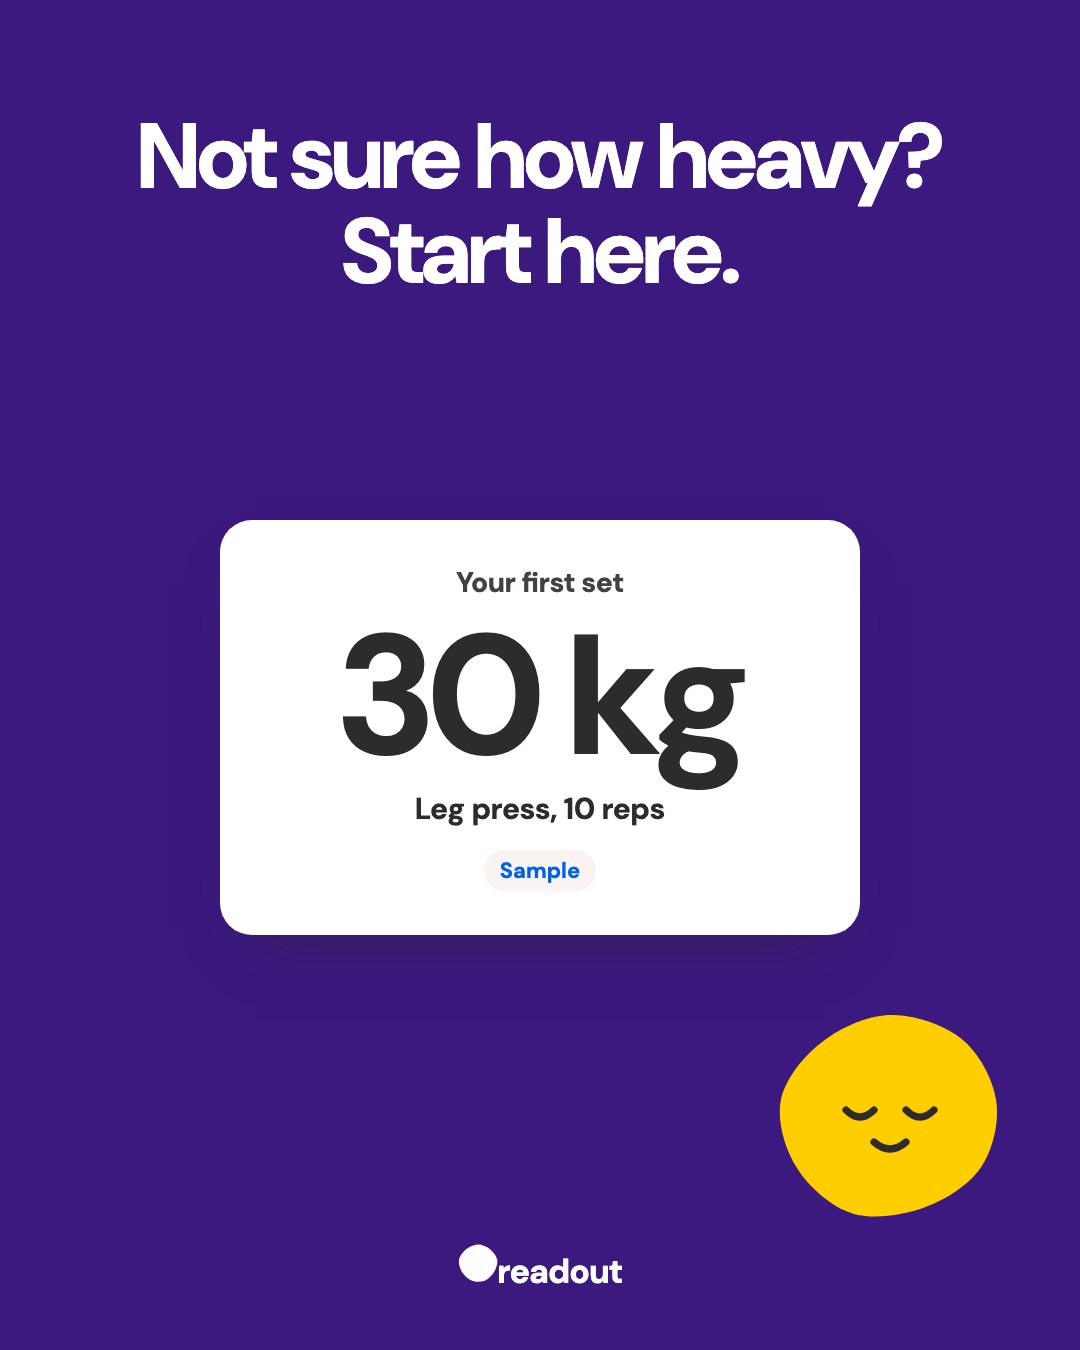 Not sure how heavy?
Start here.
Your first set
30 kg
Leg press, 10 reps
Sample
readout